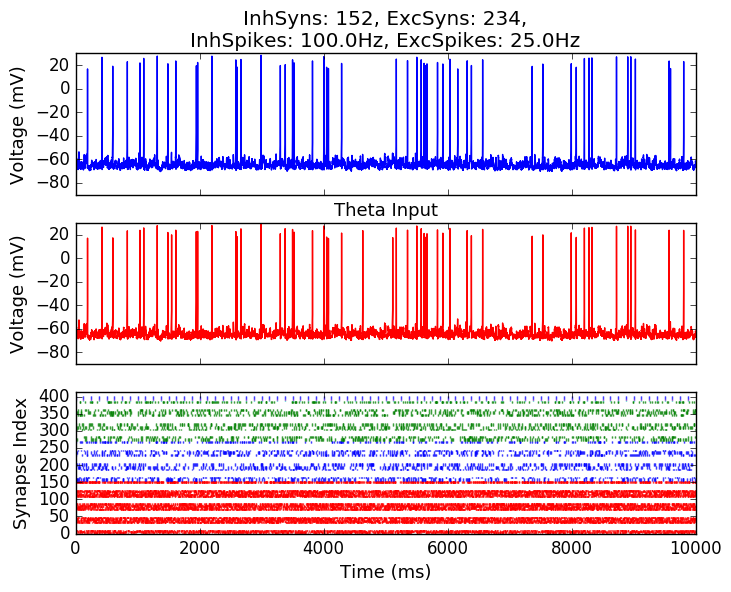 InhSyns: 152, ExcSyns: 234,
InhSpikes: 100.0Hz, ExcSpikes: 25.0Hz
20
0
−20
−40
−60
−80
Voltage (mV)
Theta Input
20
0
−20
−40
−60
−80
Voltage (mV)
400
350
300
250
200
150
100
50
0
Synapse Index
0 2000 4000 6000 8000 10000
Time (ms)